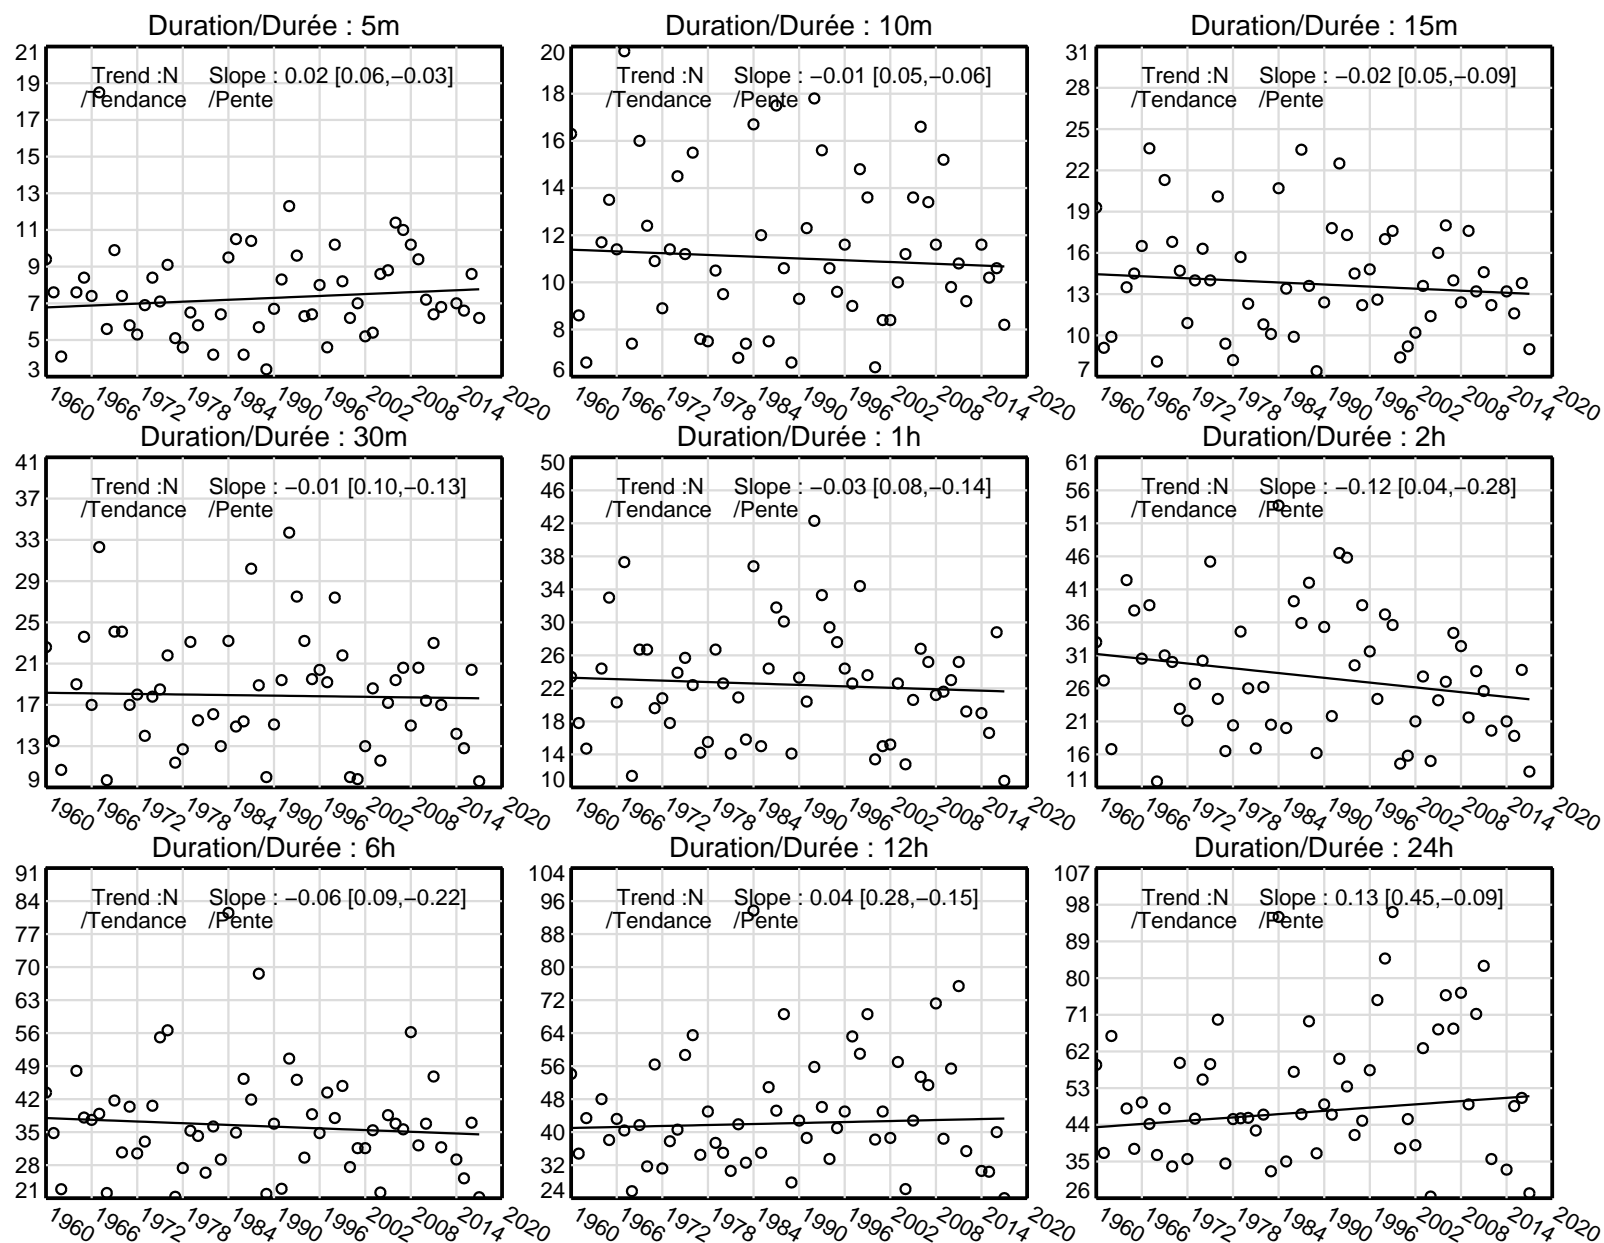 Duration/Durée : 5m
21
19
17
15
13
11
9
7
5
3
Trend :N Slope : 0.02 [0.06,−0.03]
/Tendance /Pente
1960 1966 1972 1978 1984 1990 1996 2002 2008 2014 2020
Duration/Durée : 10m
20
18
16
14
12
10
8
6
Trend :N Slope : −0.01 [0.05,−0.06]
/Tendance /Pente
1960 1966 1972 1978 1984 1990 1996 2002 2008 2014 2020
Duration/Durée : 15m
31
28
25
22
19
16
13
10
7
Trend :N Slope : −0.02 [0.05,−0.09]
/Tendance /Pente
1960 1966 1972 1978 1984 1990 1996 2002 2008 2014 2020
Duration/Durée : 30m
41
37
33
29
25
21
17
13
9
Trend :N Slope : −0.01 [0.10,−0.13]
/Tendance /Pente
1960 1966 1972 1978 1984 1990 1996 2002 2008 2014 2020
Duration/Durée : 1h
50
46
42
38
34
30
26
22
18
14
10
Trend :N Slope : −0.03 [0.08,−0.14]
/Tendance /Pente
1960 1966 1972 1978 1984 1990 1996 2002 2008 2014 2020
Duration/Durée : 2h
61
56
51
46
41
36
31
26
21
16
11
Trend :N Slope : −0.12 [0.04,−0.28]
/Tendance /Pente
1960 1966 1972 1978 1984 1990 1996 2002 2008 2014 2020
Duration/Durée : 6h
91
84
77
70
63
56
49
42
35
28
21
Trend :N Slope : −0.06 [0.09,−0.22]
/Tendance /Pente
1960 1966 1972 1978 1984 1990 1996 2002 2008 2014 2020
Duration/Durée : 12h
104
96
88
80
72
64
56
48
40
32
24
Trend :N Slope : 0.04 [0.28,−0.15]
/Tendance /Pente
1960 1966 1972 1978 1984 1990 1996 2002 2008 2014 2020
Duration/Durée : 24h
107
98
89
80
71
62
53
44
35
26
Trend :N Slope : 0.13 [0.45,−0.09]
/Tendance /Pente
1960 1966 1972 1978 1984 1990 1996 2002 2008 2014 2020